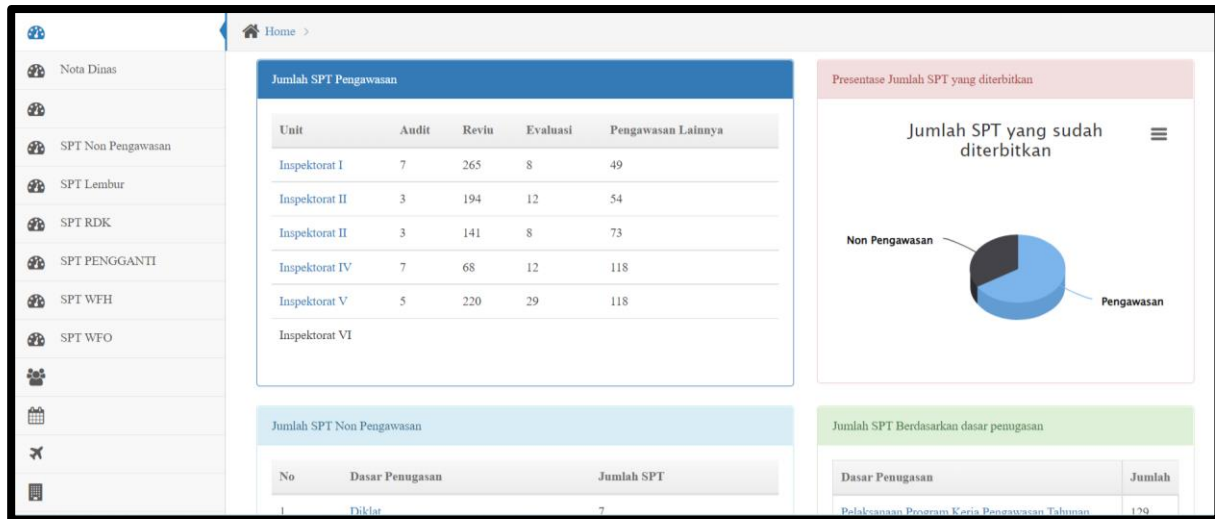 Home >
Nota Dinas
SPT Non Pengawasan
SPT Lembur
SPT RDK
SPT PENGGANTI
SPT WFH
SPT WFO
Jumlah SPT Pengawasan
Unit Audit Reviu Evaluasi Pengawasan Lainnya
Inspektorat I 7 265 8 49
Inspektorat II 3 194 12 54
Inspektorat II 3 141 8 73
Inspektorat IV 7 68 12 118
Inspektorat V 5 220 29 118
Inspektorat VI
Presentase Jumlah SPT yang diterbitkan
Jumlah SPT yang sudah
diterbitkan
Non Pengawasan
Pengawasan
Jumlah SPT Non Pengawasan
No Dasar Penugasan Jumlah SPT
1 Diklat 7
Jumlah SPT Berdasarkan dasar penugasan
Dasar Penugasan Jumlah
Pelaksanaan Program Kerja Pengawasan Tahunan 129